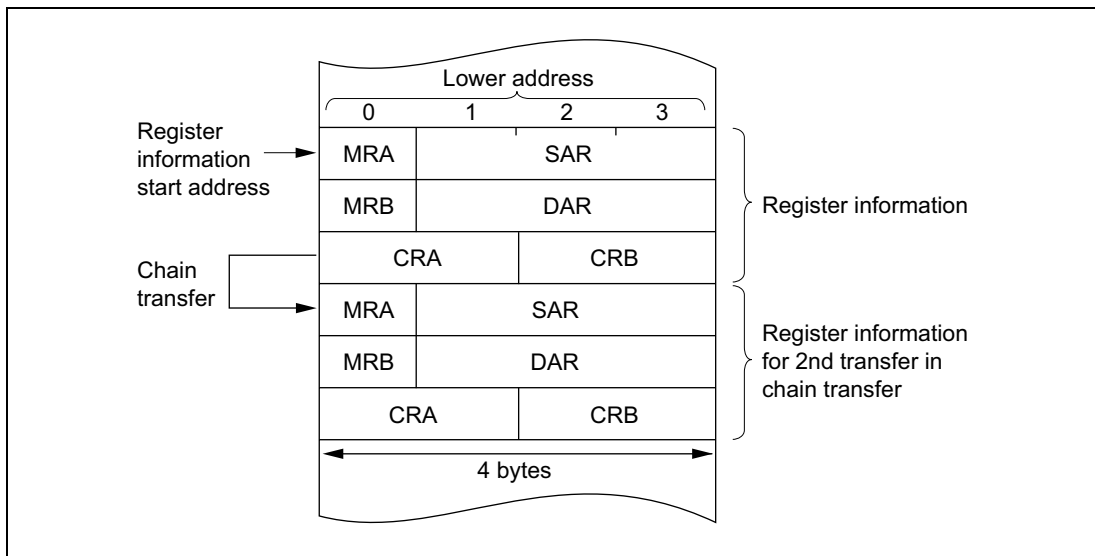 Lower address
0 1 2 3
Register
information
start address
MRA SAR
MRB DAR
Register information
CRA CRB
Chain
transfer
MRA SAR
MRB DAR
CRA CRB
Register information
for 2nd transfer in
chain transfer
4 bytes